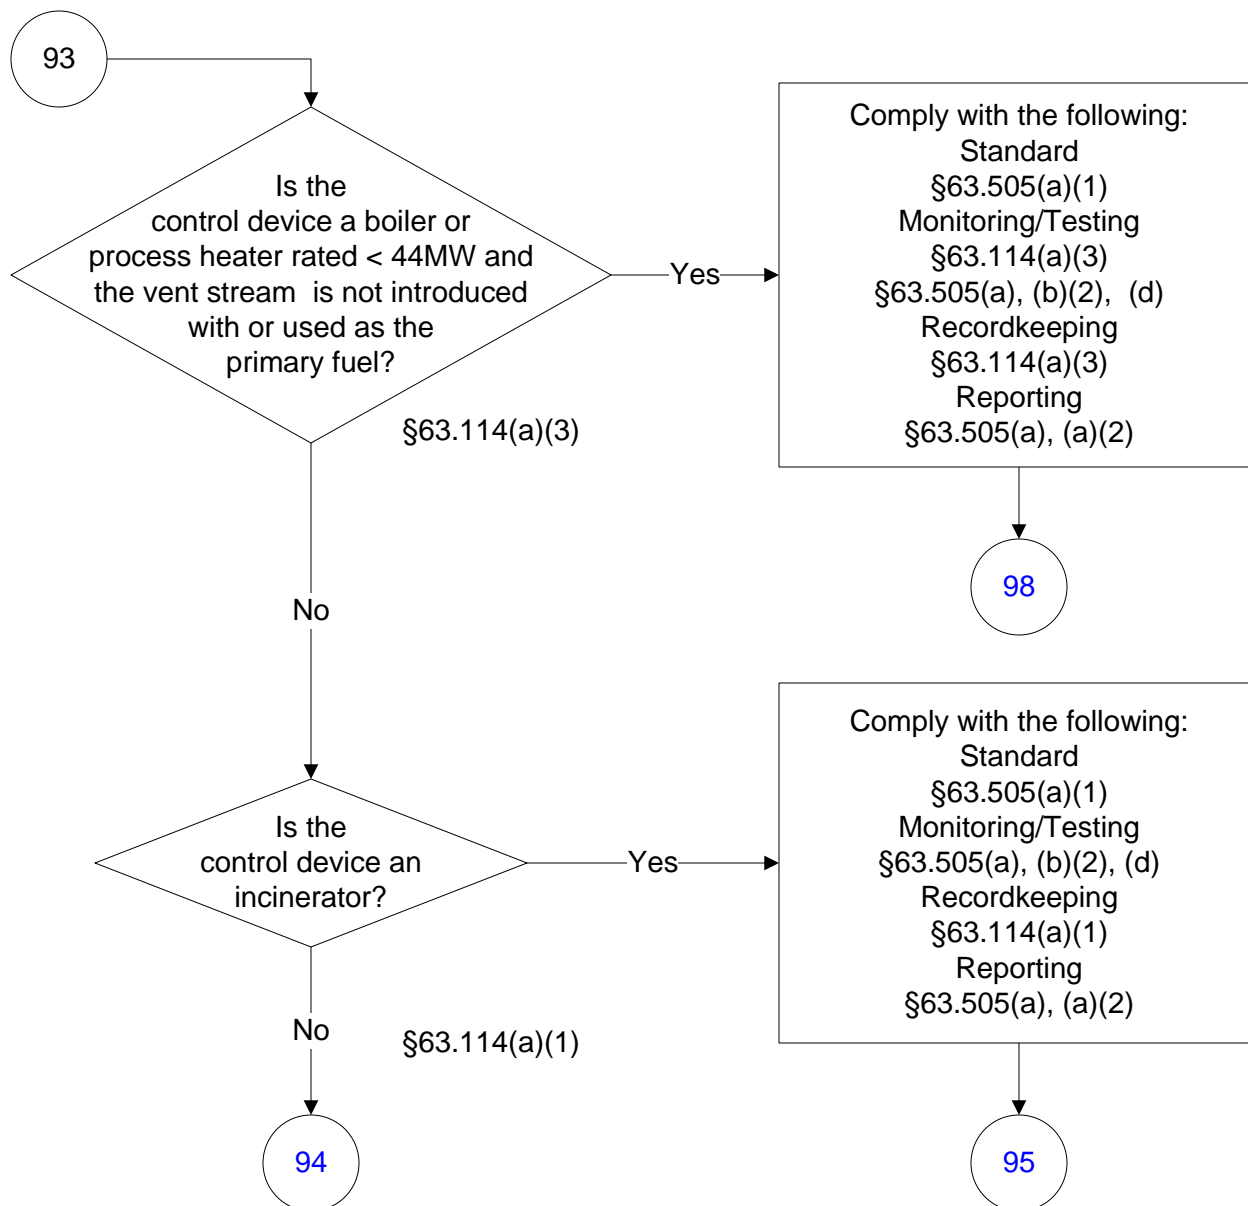 93
Is the
control device a boiler or
process heater rated < 44MW and
the vent stream  is not introduced
with or used as the
primary fuel?
§63.114(a)(3)
Yes
Comply with the following:
Standard
§63.505(a)(1)
Monitoring/Testing
§63.114(a)(3)
§63.505(a), (b)(2),  (d)
Recordkeeping
§63.114(a)(3)
Reporting
§63.505(a), (a)(2)
98
No
Is the
control device an
incinerator?
Yes
Comply with the following:
Standard
§63.505(a)(1)
Monitoring/Testing
§63.505(a), (b)(2), (d)
Recordkeeping
§63.114(a)(1)
Reporting
§63.505(a), (a)(2)
No
§63.114(a)(1)
94
95